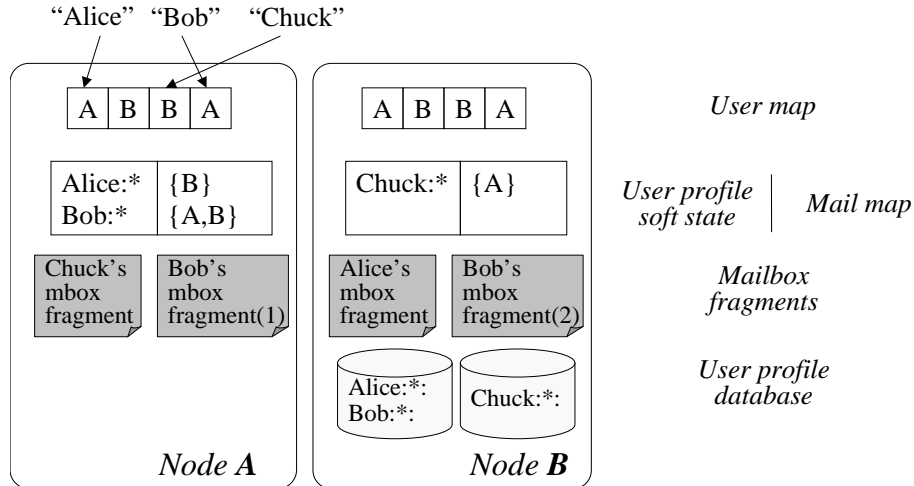 “Alice” “Bob” “Chuck”
A B B A
A B B A
User map
Alice:* {B}
Bob:* {A,B}
Chuck:* {A}
User profile
soft state
Mail map
Chuck's
mbox
fragment
Bob's
mbox
fragment(1)
Alice's
mbox
fragment
Bob's
mbox
fragment(2)
Mailbox
fragments
Alice:*:
Bob:*:
Chuck:*:
User profile
database
Node A
Node B